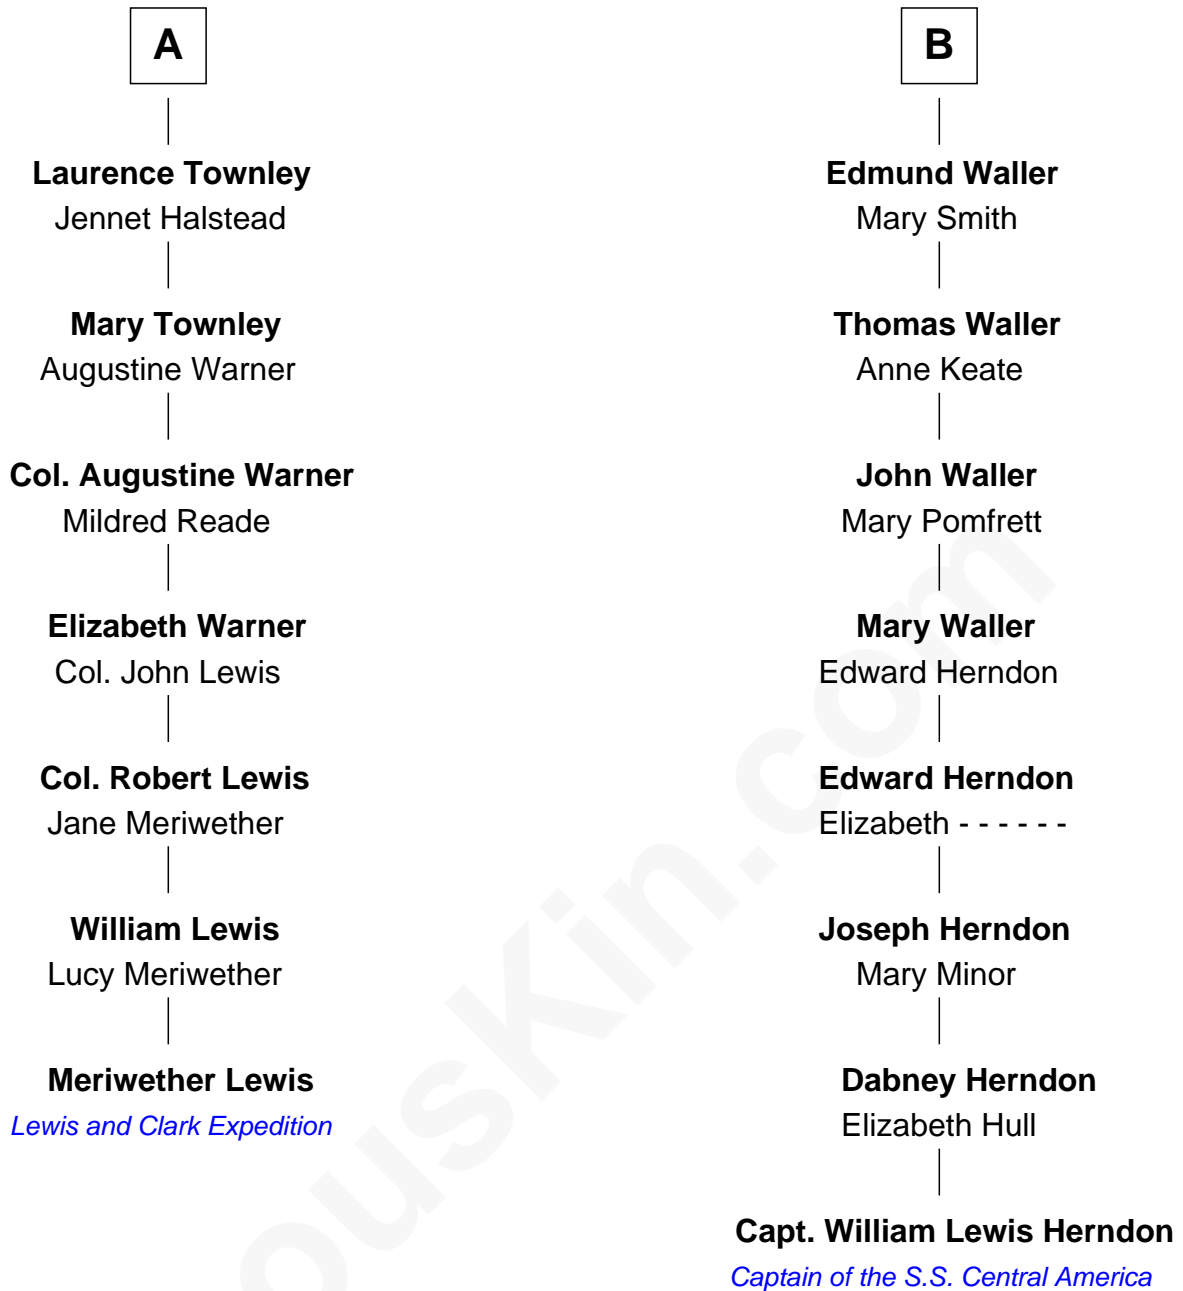 A
Laurence Townley
Jennet Halstead
Mary Townley
Augustine Warner
Col. Augustine Warner
Mildred Reade
Elizabeth Warner
Col. John Lewis
Col. Robert Lewis
Jane Meriwether
William Lewis
Lucy Meriwether
Meriwether Lewis
Lewis and Clark Expedition
B
Edmund Waller
Mary Smith
Thomas Waller
Anne Keate
John Waller
Mary Pomfrett
Mary Waller
Edward Herndon
Edward Herndon
Elizabeth - - - - - -
Joseph Herndon
Mary Minor
Dabney Herndon
Elizabeth Hull
Capt. William Lewis Herndon
Captain of the S.S. Central America
ousKin.com